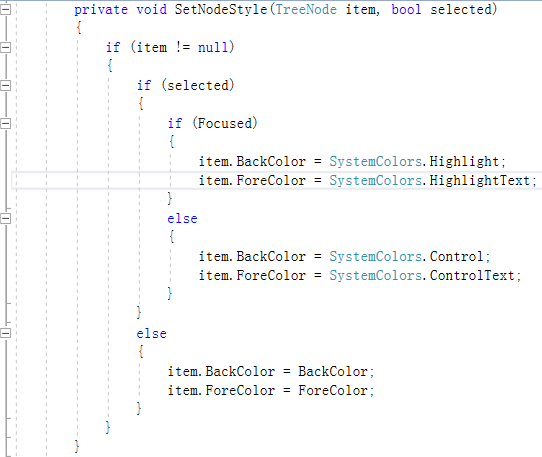 private void SetNodeStyle(TreeNode item, bool selected)
{
if (item != null)
{
if (selected)
{
if (Focused)
{
item.BackColor = SystemColors.Highlight;
item.ForeColor = SystemColors.HighlightText;
}
else
{
item.BackColor = SystemColors.Control;
item.ForeColor = SystemColors.ControlText;
}
}
else
{
item.BackColor = BackColor;
item.ForeColor = ForeColor;
}
}
}